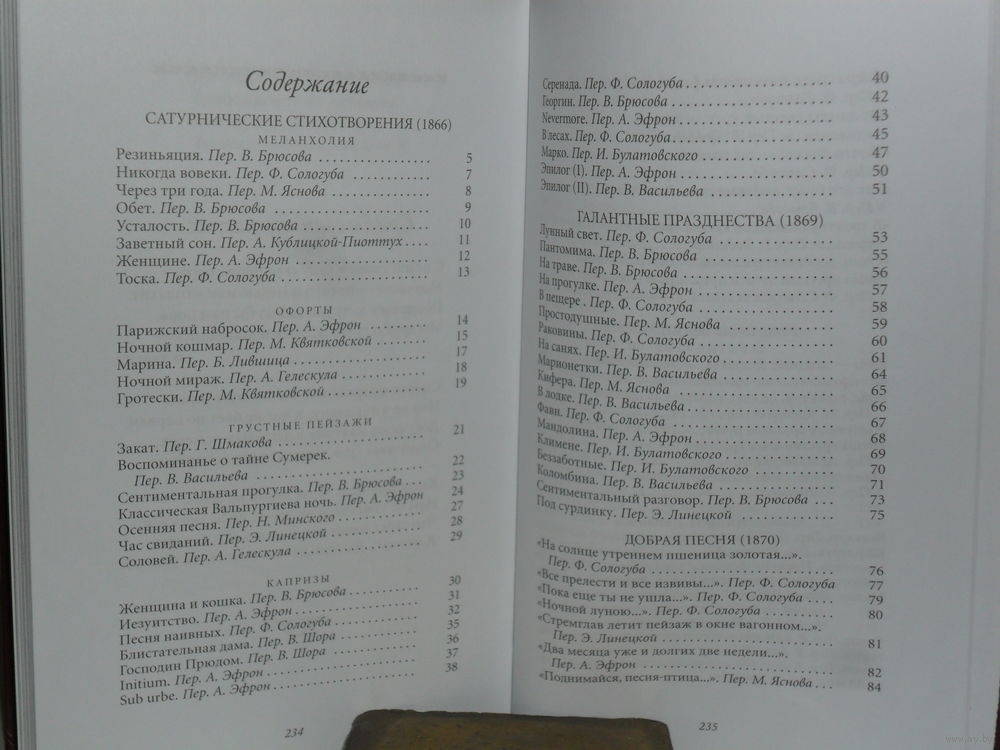 Содержание
САТУРНИЧЕСКИЕ СТИХОТВОРЕНИЯ (1866)
МЕЛАНХОЛИЯ
Резиньяция. Пер. В. Брюсова . . . . . . . . . . . . . . . . 5
Никогда вовеки. Пер. Ф. Сологуба . . . . . . . . . . . . 7
Через три года. Пер. М. Яснова . . . . . . . . . . . . . . 8
Обет. Пер. В. Брюсова . . . . . . . . . . . . . . . . . . . . 9
Усталость. Пер. В. Брюсова . . . . . . . . . . . . . . . . 10
Заветный сон. Пер. А. Кублицкой-Пиоттух . . . . 11
Женщине. Пер. А. Эфрон . . . . . . . . . . . . . . . . . 12
Тоска. Пер. Ф. Сологуба . . . . . . . . . . . . . . . . . . 13
ОФОРТЫ
Парижский набросок. Пер. А. Эфрон . . . . . . . . . 14
Ночной кошмар. Пер. М. Квятковской . . . . . . . . 15
Марина. Пер. Б. Лившица . . . . . . . . . . . . . . . . . 17
Ночной мираж. Пер. А. Гелескула . . . . . . . . . . . 18
Гротески. Пер. М. Квятковской . . . . . . . . . . . . . 19
ГРУСТНЫЕ ПЕЙЗАЖИ
Закат. Пер. Г. Шмакова . . . . . . . . . . . . . . . . . . 21
Воспоминанье о тайне Сумерек.
Пер. В. Васильева . . . . . . . . . . . . . . . . . . . . . 22
Сентиментальная прогулка. Пер. В. Брюсова . . . 23
Классическая Вальпургиева ночь. Пер. А. Эфрон 24
Осенняя песня. Пер. Н. Минского . . . . . . . . . . . 27
Час свиданий. Пер. Э. Линецкой . . . . . . . . . . . . 28
Соловей. Пер. А. Гелескула . . . . . . . . . . . . . . . . 29
КАПРИЗЫ
Женщина и кошка. Пер. В. Брюсова . . . . . . . . . 30
Иезуитство. Пер. А. Эфрон . . . . . . . . . . . . . . . . 31
Песня наивных. Пер. Ф. Сологуба . . . . . . . . . . . 32
Блистательная дама. Пер. В. Шора . . . . . . . . . . 35
Господин Прюдом. Пер. В. Шора . . . . . . . . . . . . 36
Initium. Пер. А. Эфрон . . . . . . . . . . . . . . . . . . . 37
Sub urbe. Пер. А. Эфрон . . . . . . . . . . . . . . . . . . 38
234
Серенада. Пер. Ф. Сологуба . . . . . . . . . . . . . . . . 40
Георгин. Пер. В. Брюсова . . . . . . . . . . . . . . . . . 42
Nevermore. Пер. А. Эфрон . . . . . . . . . . . . . . . . . 43
В лесах. Пер. Ф. Сологуба . . . . . . . . . . . . . . . . . 45
Марко. Пер. И. Булатовского . . . . . . . . . . . . . . . 47
Эпилог (I). Пер. А. Эфрон . . . . . . . . . . . . . . . . . 50
Эпилог (II). Пер. В. Васильева . . . . . . . . . . . . . . 51
ГАЛАНТНЫЕ ПРАЗДНЕСТВА (1869)
Лунный свет. Пер. Ф. Сологуба . . . . . . . . . . . . . 53
Пантомима. Пер. В. Брюсова . . . . . . . . . . . . . . . 55
На траве. Пер. В. Брюсова . . . . . . . . . . . . . . . . . 56
На прогулке. Пер. А. Эфрон . . . . . . . . . . . . . . . . 57
В пещере . Пер. Ф. Сологуба . . . . . . . . . . . . . . . . 58
Простодушные. Пер. М. Яснова . . . . . . . . . . . . . 59
Раковины. Пер. Ф. Сологуба . . . . . . . . . . . . . . . 60
На санях. Пер. И. Булатовского . . . . . . . . . . . . . 61
Марионетки. Пер. В. Васильева . . . . . . . . . . . . . 64
Кифера. Пер. М. Яснова . . . . . . . . . . . . . . . . . . 65
В лодке. Пер. В. Васильева . . . . . . . . . . . . . . . . 66
Фавн. Пер. Ф. Сологуба . . . . . . . . . . . . . . . . . . 67
Мандолина. Пер. А. Эфрон . . . . . . . . . . . . . . . . 68
Климене. Пер. И. Булатовского . . . . . . . . . . . . . 69
Беззаботные. Пер. И. Булатовского . . . . . . . . . . 70
Коломбина. Пер. В. Васильева . . . . . . . . . . . . . . 71
Сентиментальный разговор. Пер. В. Брюсова . . . 73
Под сурдинку. Пер. Э. Линецкой . . . . . . . . . . . . 75
ДОБРАЯ ПЕСНЯ (1870)
«На солнце утреннем пшеница золотая...».
Пер. Ф. Сологуба . . . . . . . . . . . . . . . . . . . . . . 76
«Все прелести и все извивы...». Пер. Ф. Сологуба 77
«Пока еще ты не ушла...». Пер. Ф. Сологуба . . . . 79
«Ночной луною...». Пер. Ф. Сологуба . . . . . . . . . 80
«Стремглав летит пейзаж в окне вагонном...».
Пер. Э. Линецкой . . . . . . . . . . . . . . . . . . . . . . 81
«Два месяца уже и долгих две недели...».
Пер. А. Эфрон . . . . . . . . . . . . . . . . . . . . . . . . 82
«Поднимайся, песня-птица...». Пер. М. Яснова . . . 84
235